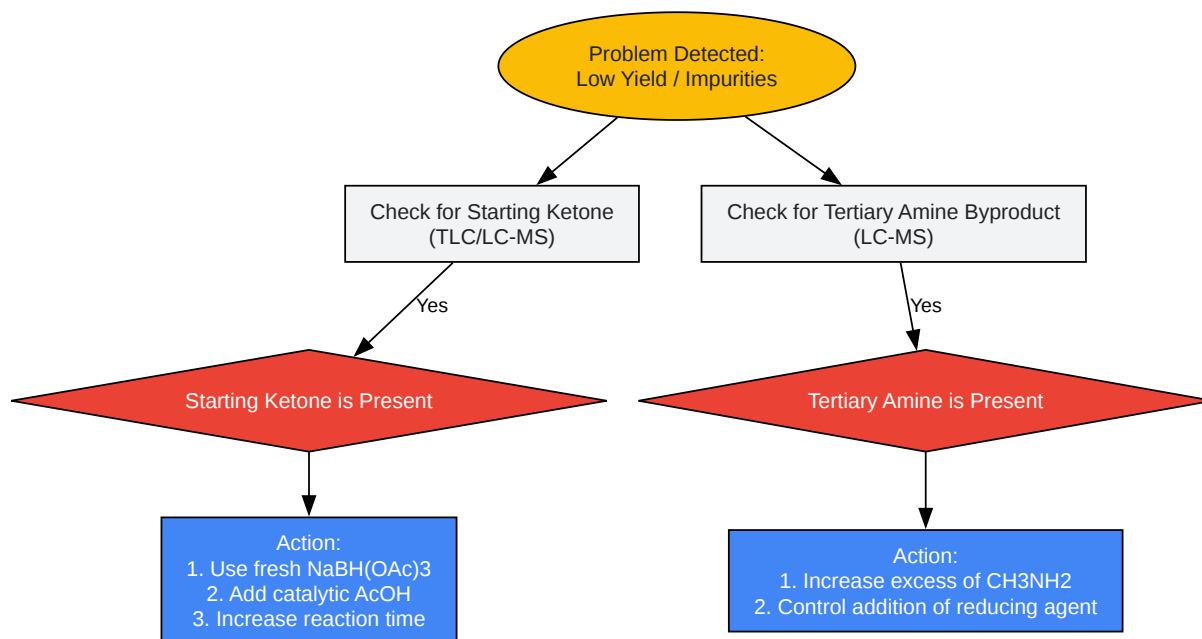 Problem Detected:
Low Yield / Impurities
Check for Starting Ketone
(TLC/LC-MS)
Check for Tertiary Amine Byproduct
(LC-MS)
Yes
Yes
Starting Ketone is Present
Tertiary Amine is Present
Action:
1. Use fresh NaBH(OAc)3
2. Add catalytic AcOH
3. Increase reaction time
Action:
1. Increase excess of CH3NH2
2. Control addition of reducing agent